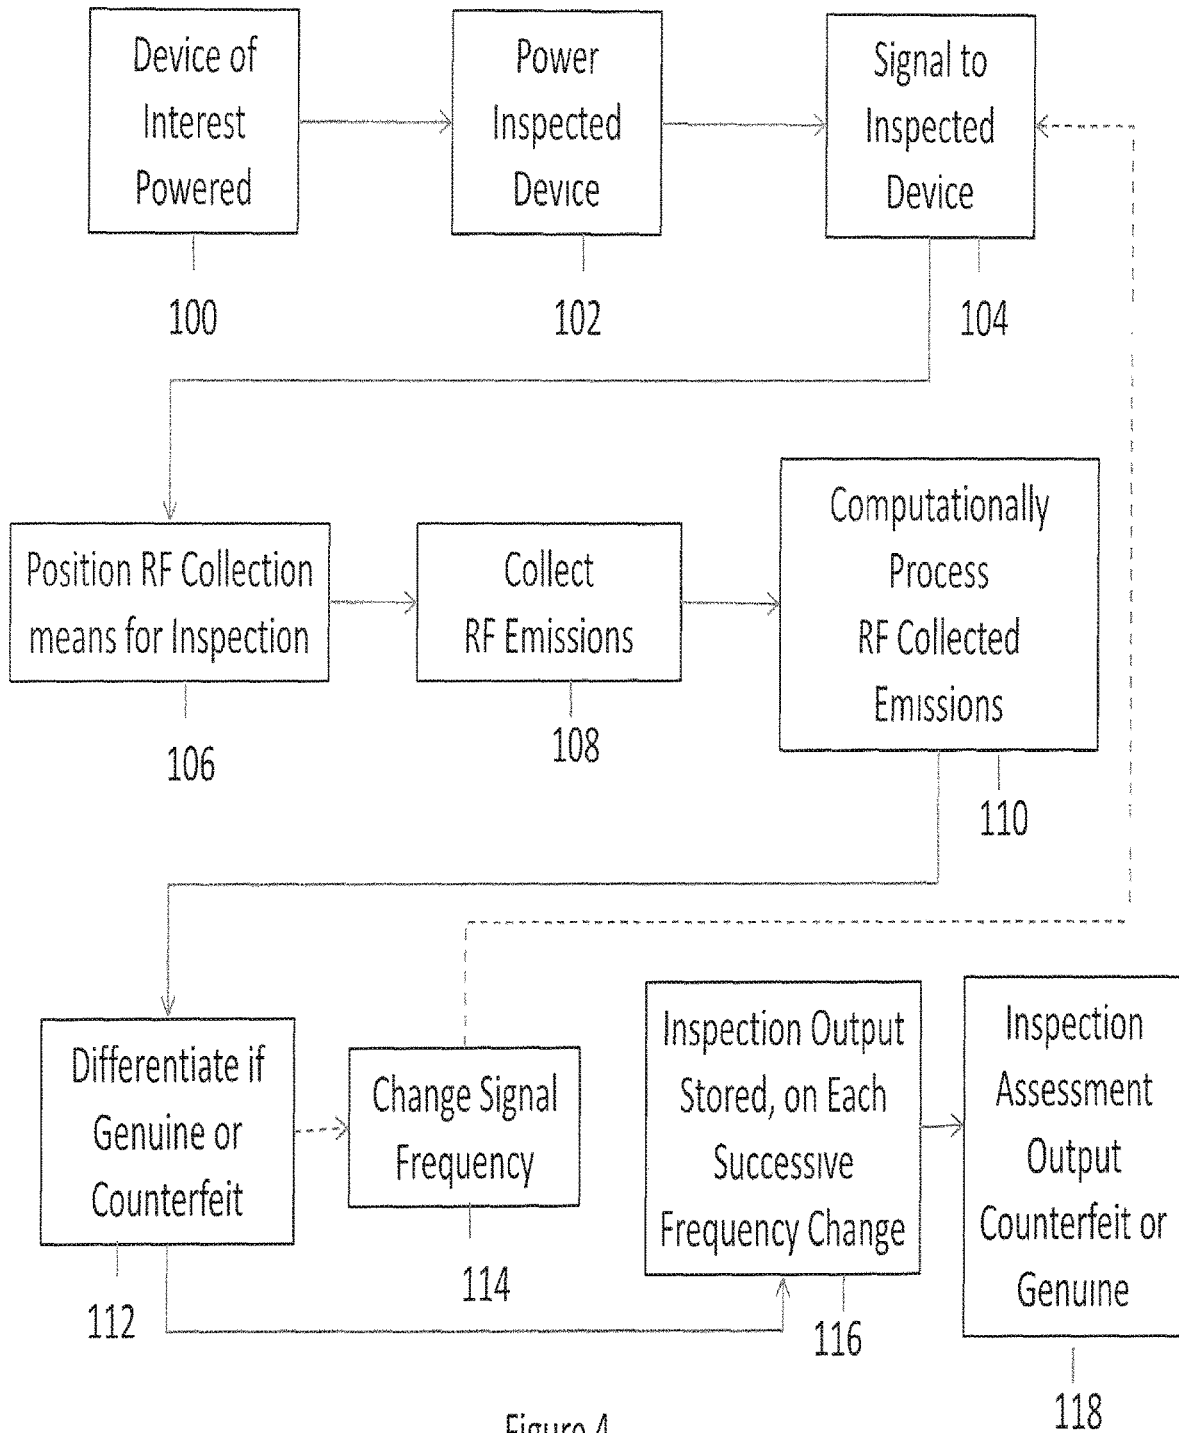 Device of
Interest
Powered
100
Power
Inspected
Device
102
Signal to
Inspected
Device
104
Position RF Collection
means for Inspection
106
Collect
RF Emissions
108
Computationally
Process
RF Collected
Emissions
110
Differentiate if
Genuine or
Counterfeit
112
Change Signal
Frequency
114
Inspection Output
Stored, on Each
Successive
Frequency Change
116
Inspection
Assessment
Output
Counterfeit or
Genuine
118
Figure 4